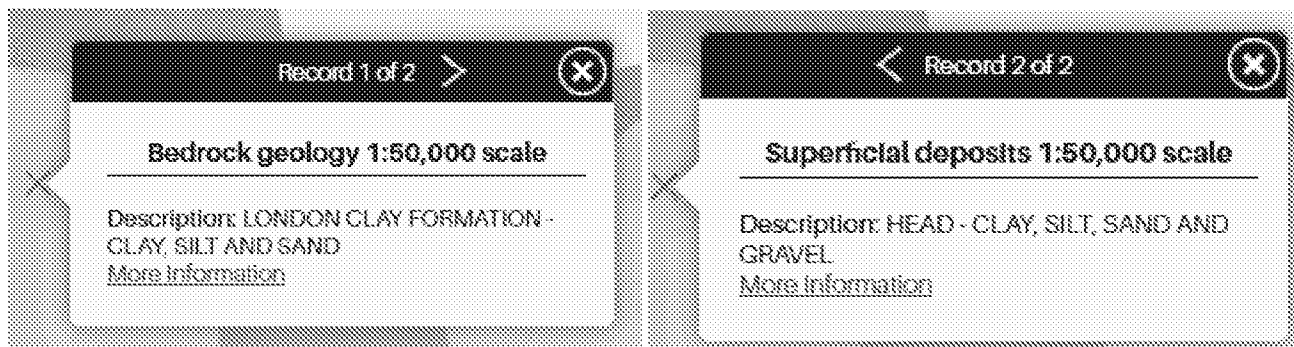 Record 1 of 2
Bedrock geology 1:50,000 scale
Description: LONDON CLAY FORMATION -
CLAY, SILT AND SAND
More Information
Record 2 of 2
Superficial deposits 1:50,000 scale
Description: HEAD - CLAY, SILT, SAND AND
GRAVEL
More Information